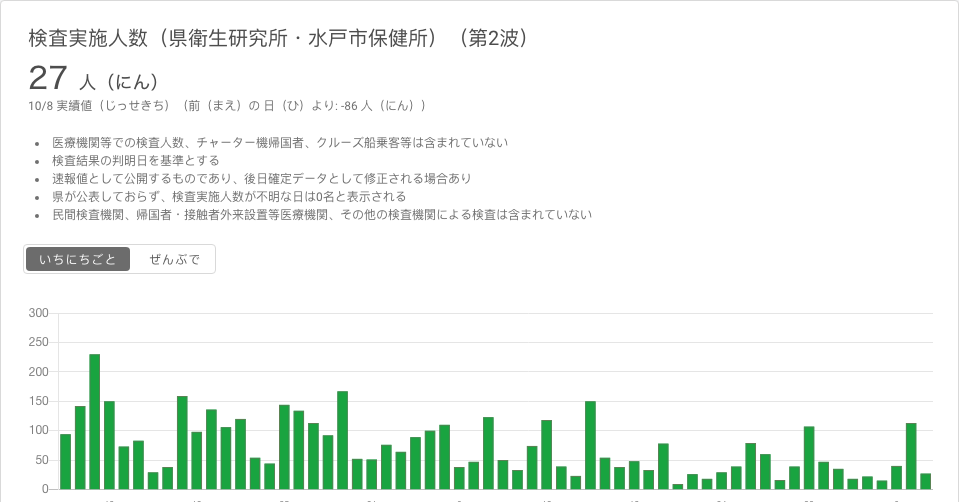 検査実施人数（県衛生研究所・水戸市保健所）（第2波）
27 人（にん）
10/8 実績値（じっせきち）（前（まえ）の 日（ひ）より: -86 人（にん））
• 医療機関等での検査人数、チャーター機帰国者、クルーズ船乗客等は含まれていない
• 検査結果の判明日を基準とする
• 速報値として公開するものであり、後日確定データとして修正される場合あり
• 県が公表しておらず、検査実施人数が不明な日は0名と表示される
• 民間検査機関、帰国者・接触者外来設置等医療機関、その他の検査機関による検査は含まれていない
いちにちごと ぜんぶで
300
250
200
150
100
50
0